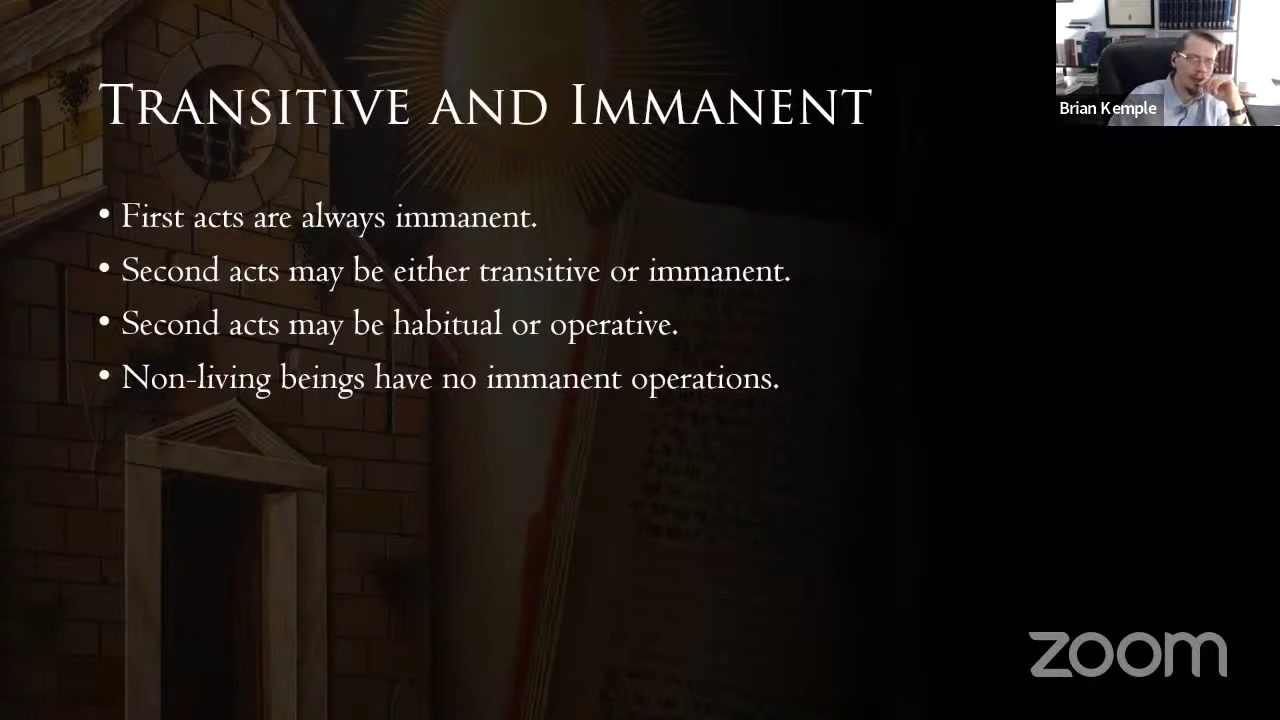 TRANSITIVE AND IMMANENT
Brian Kemple
• First acts are always immanent.
• Second acts may be either transitive or immanent.
• Second acts may be habitual or operative.
• Non-living beings have no immanent operations.
zoom